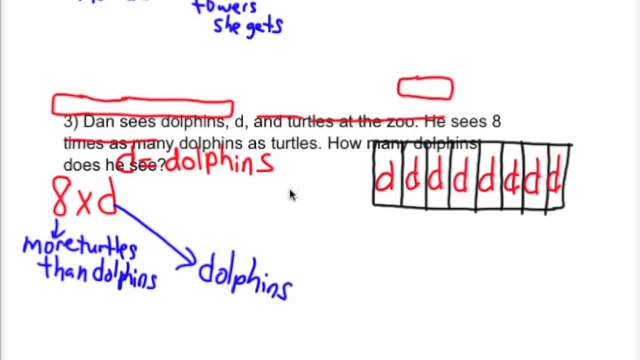 towers
she gets
3) Dan sees dolphins, d, and turtles at the zoo. He sees 8
times as many dolphins as turtles. How many dolphins
does he see?
d= dolphins
d d d d d d d d
8 x d
more turtles
than dolphins
dolphins